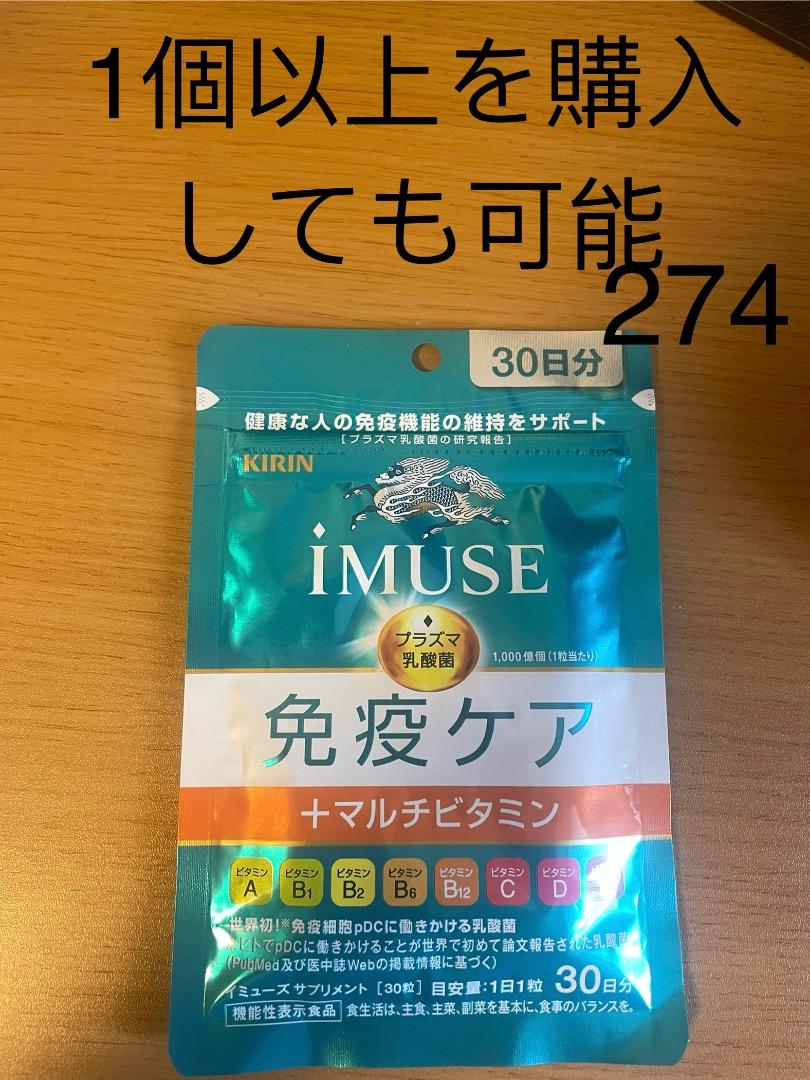 1個以上を購入
しても可能
274
30日分
健康な人の免疫機能の維持をサポート
[プラズマ乳酸菌の研究報告]
KIRIN
iMUSE
プラズマ
乳酸菌
1,000億個(1粒当たり)
免疫ケア
+マルチビタミン
ビタミン A ビタミン B1 ビタミン B2 ビタミン B6 ビタミン B12 ビタミン C ビタミン D
世界初!※免疫細胞pDCに働きかける乳酸菌
※ヒトでpDCに働きかけることが世界で初めて論文報告された乳酸菌
(PubMed及び医中誌Webの掲載情報に基づく)
イミューズ サプリメント [30粒] 目安量:1日1粒 30日分
機能性表示食品 食生活は、主食、主菜、副菜を基本に、食事のバランスを。